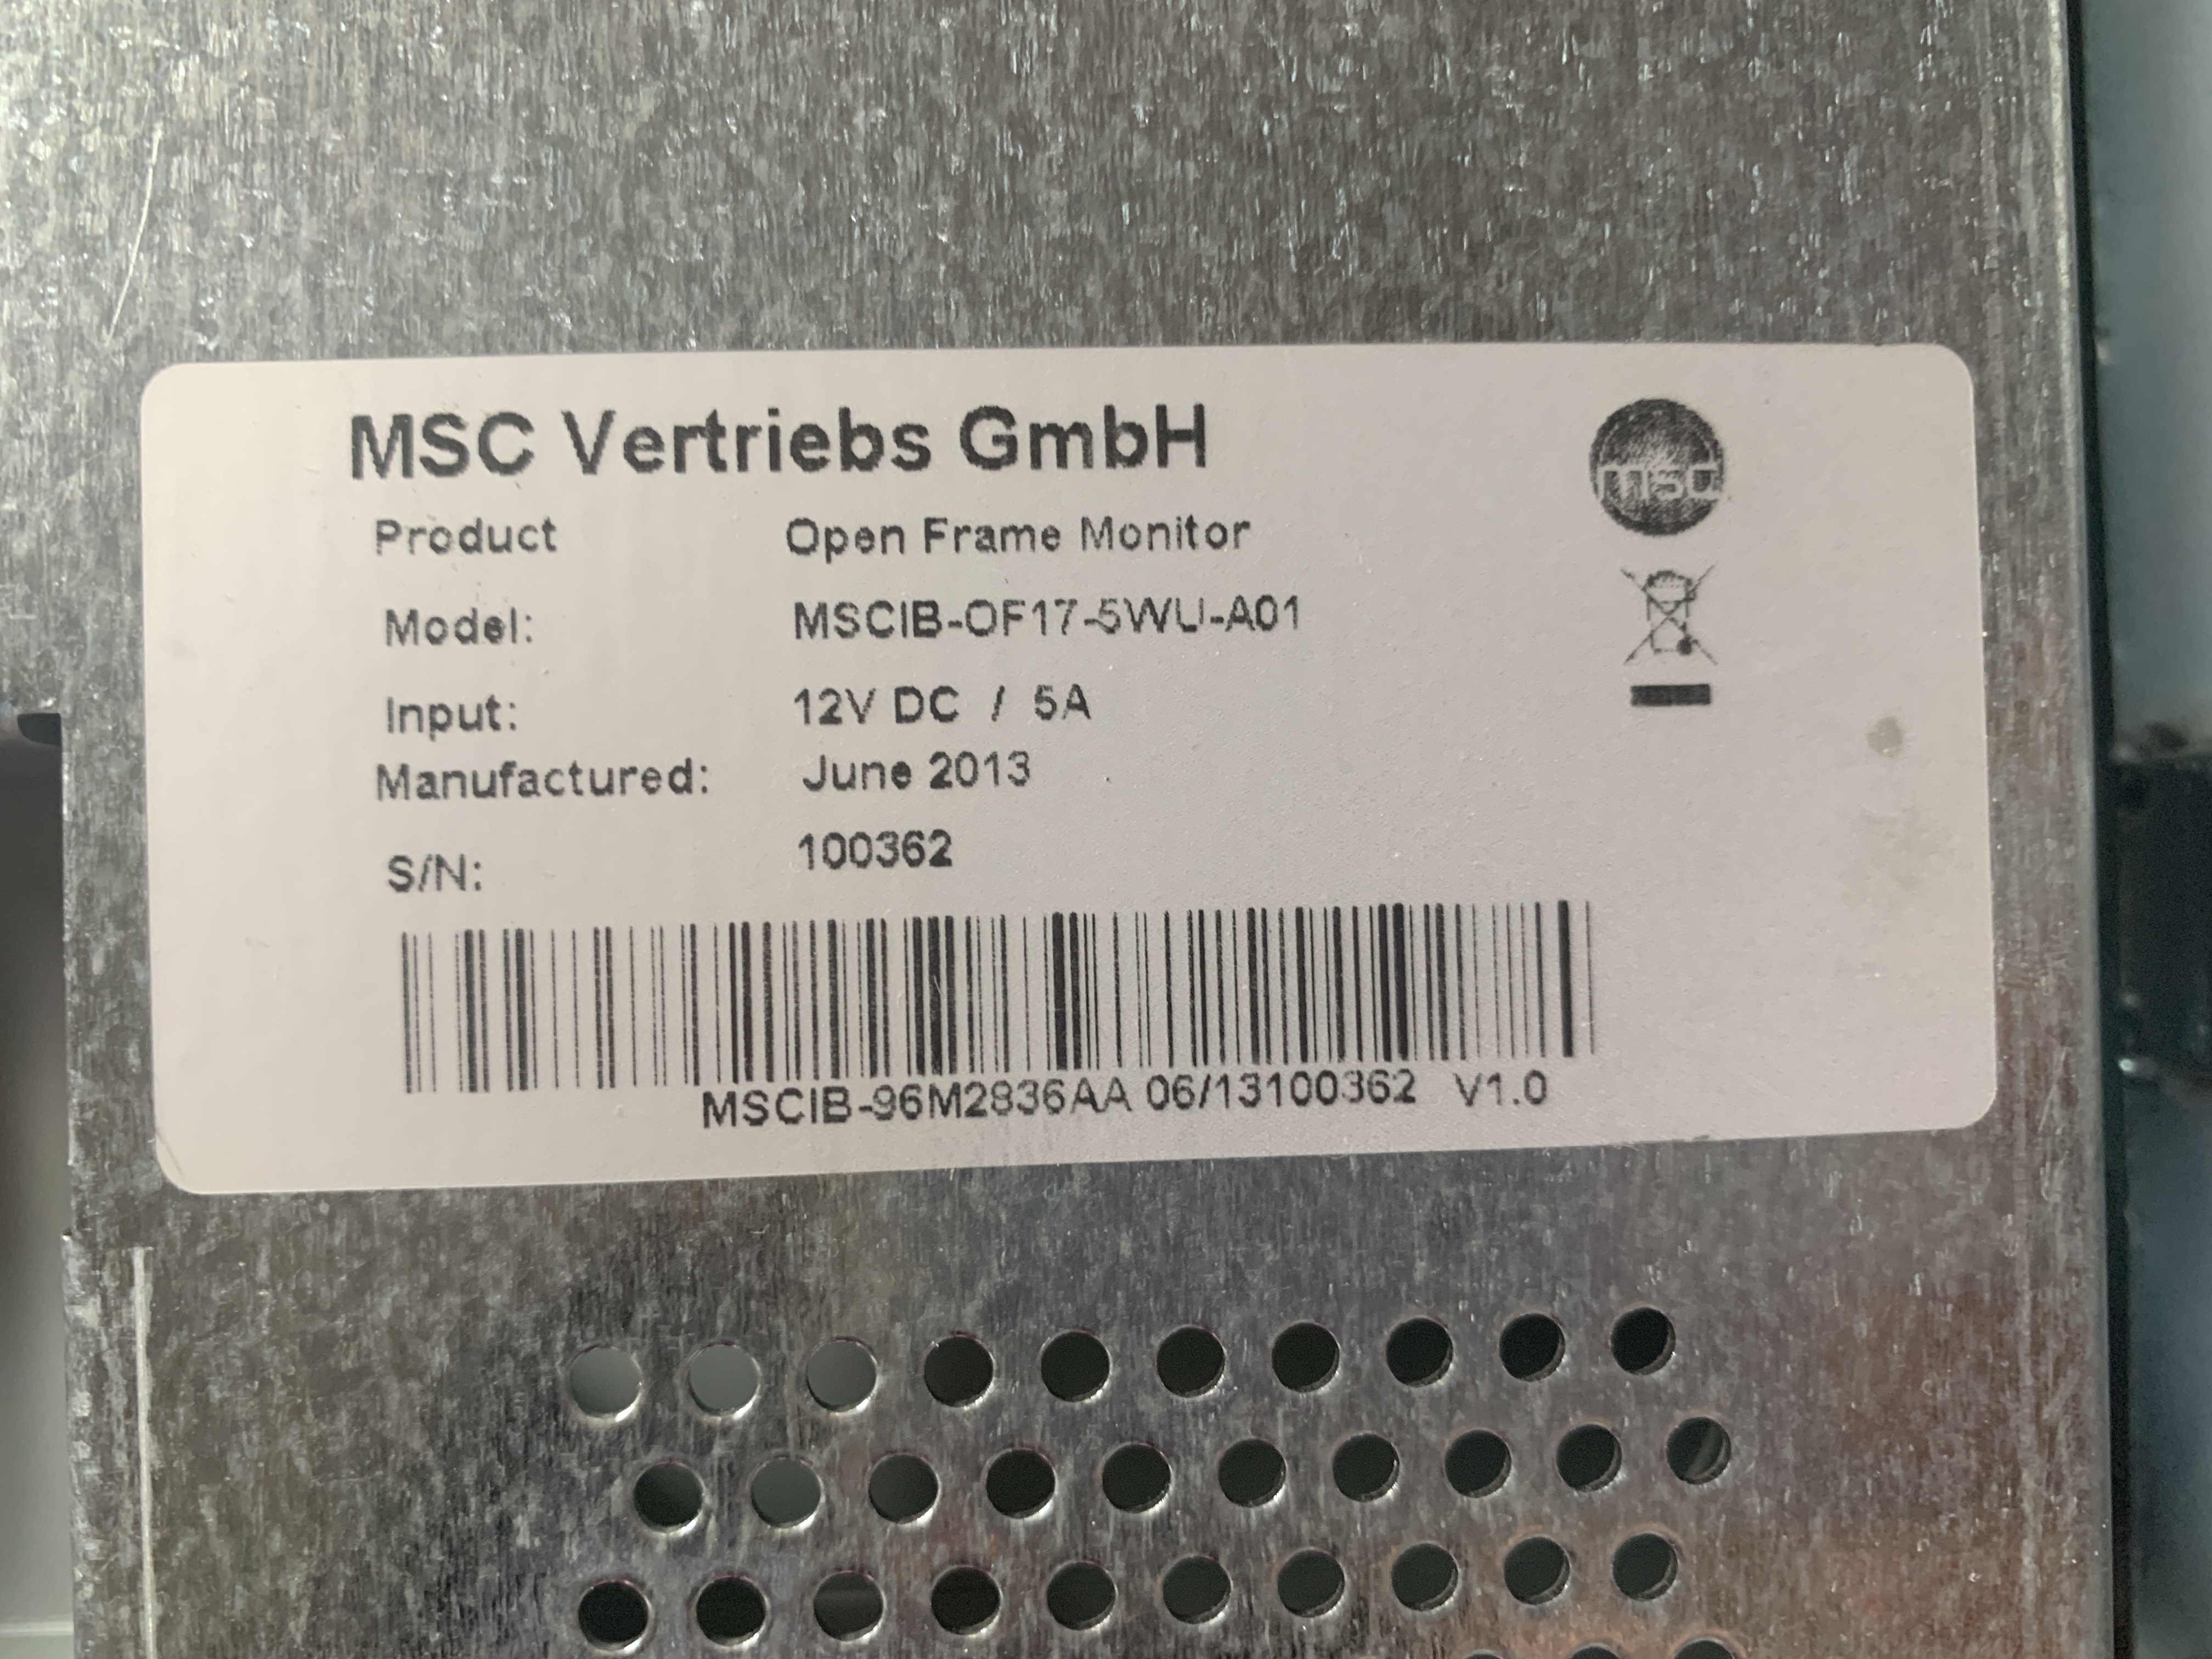 MSC Vertriebs GmbH
msc
Product Open Frame Monitor
Model: MSCIB-OF17-5WU-A01
Input: 12V DC / 5A
Manufactured: June 2013
S/N: 100362
MSCIB-96M2836AA 06/13100362 V1.0